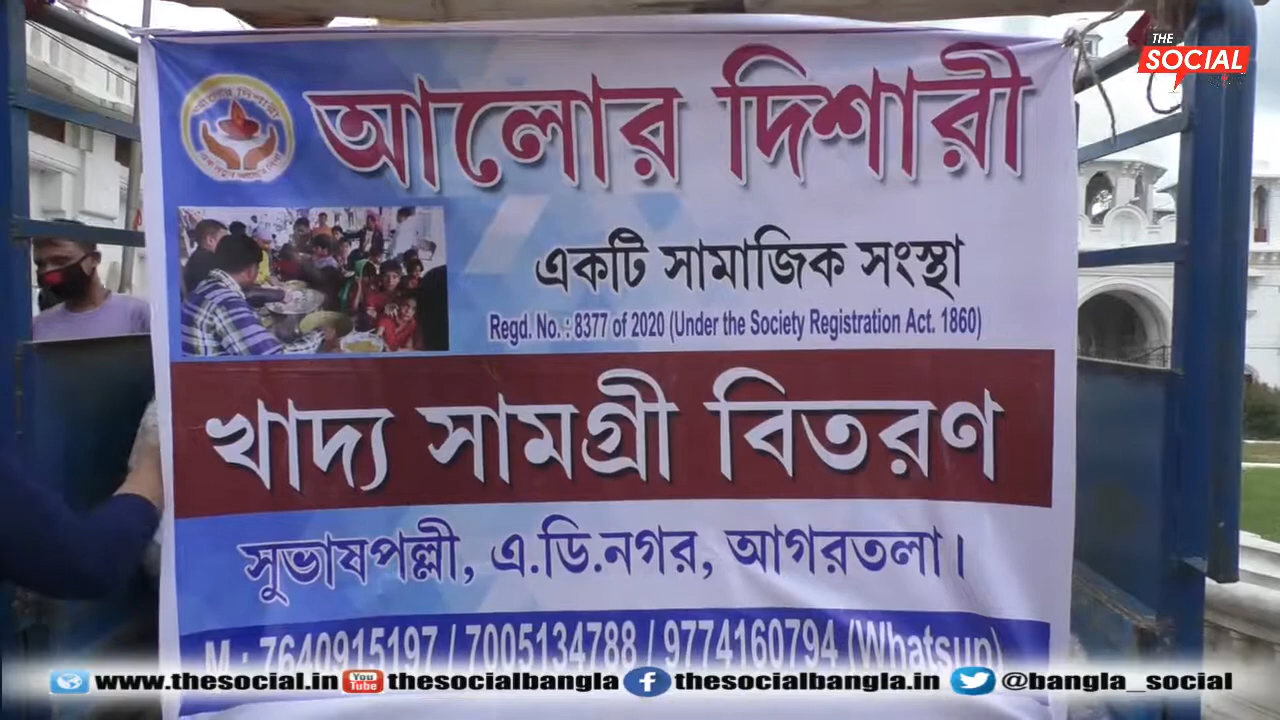 THE
SOCIAL
আলোর দিশারী
আলোর দিশারী
একটি সামাজিক সংস্থা
Regd. No. : 8377 of 2020 (Under the Society Registration Act. 1860)
খাদ্য সামগ্রী বিতরণ
সুভাষপল্লী, এ.ডি.নগর, আগরতলা।
M : 7640915197 / 7005134788 / 9774160794 (Whatsup)
www.thesocial.in You Tube thesocialbangla f thesocialbangla.in @bangla_social